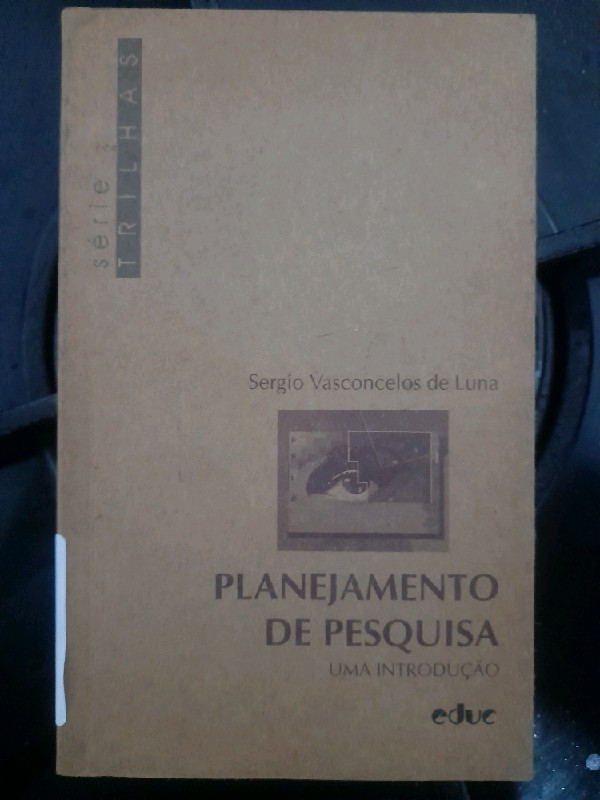 série
TRILHAS
Sergio Vasconcelos de Luna
PLANEJAMENTO
DE PESQUISA
UMA INTRODUÇÃO
educ